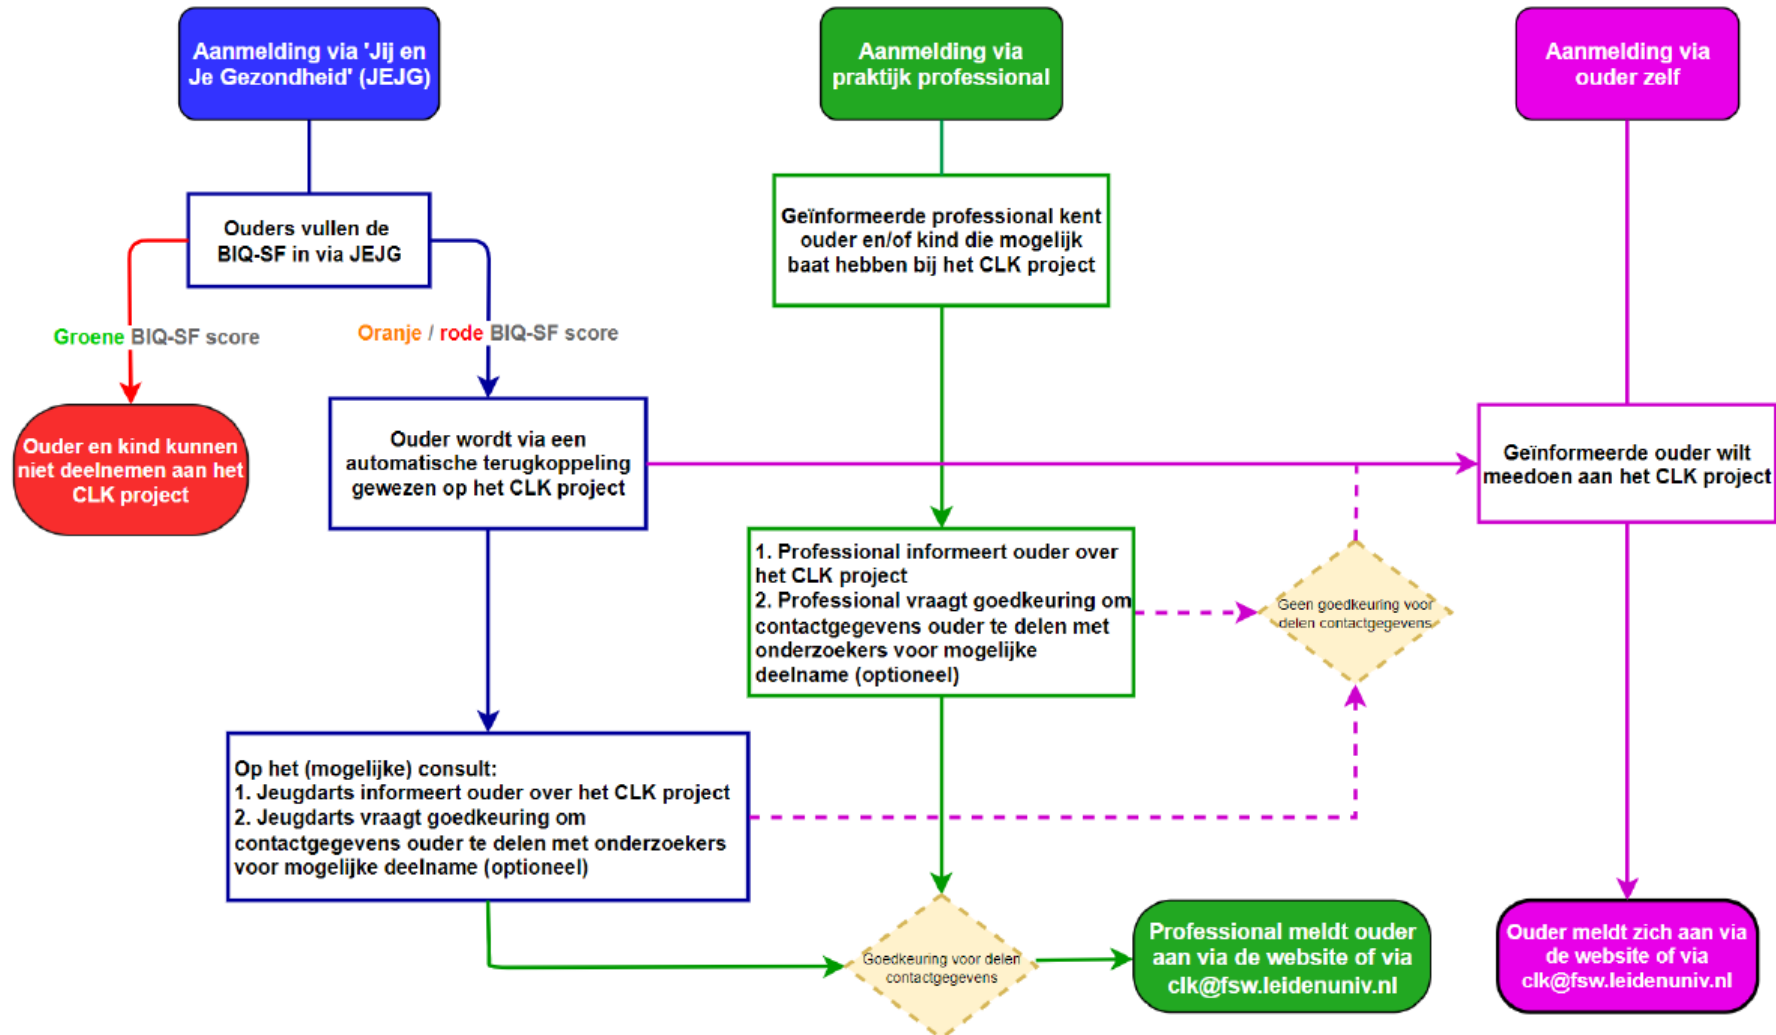 Aanmelding via 'Jij en
Je Gezondheid' (JEJG)
Aanmelding via
praktijk professional
Aanmelding via
ouder zelf
Ouders vullen de
BIQ-SF in via JEJG
Geïnformeerde professional kent
ouder en/of kind die mogelijk
baat hebben bij het CLK project
Groene BIQ-SF score
Oranje / rode BIQ-SF score
Ouder en kind kunnen
niet deelnemen aan het
CLK project
Ouder wordt via een
automatische terugkoppeling
gewezen op het CLK project
Geïnformeerde ouder wilt
meedoen aan het CLK project
1. Professional informeert ouder over
het CLK project
2. Professional vraagt goedkeuring om
contactgegevens ouder te delen met
onderzoekers voor mogelijke
deelname (optioneel)
Geen goedkeuring voor
delen contactgegevens
Op het (mogelijke) consult:
1. Jeugdarts informeert ouder over het CLK project
2. Jeugdarts vraagt goedkeuring om
contactgegevens ouder te delen met onderzoekers
voor mogelijke deelname (optioneel)
Goedkeuring voor delen
contactgegevens
Professional meldt ouder
aan via de website of via
clk@fsw.leidenuniv.nl
Ouder meldt zich aan via
de website of via
clk@fsw.leidenuniv.nl